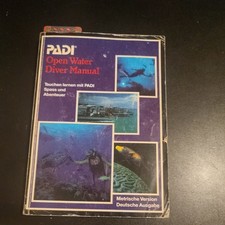 PADI
Open Water
Diver Manual
Tauchen lernen mit PADI
Spass und
Abenteuer
Metrische Version
Deutsche Ausgabe